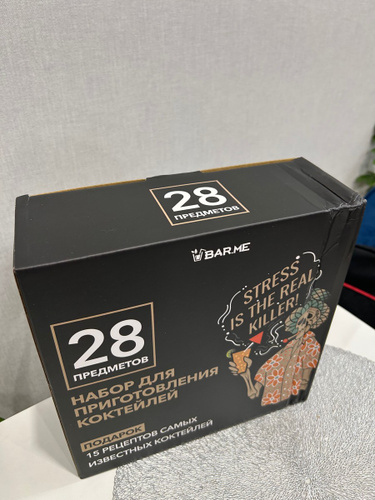 28
ПРЕДМЕТОВ
BAR.ME
STRESS
IS THE REAL
KILLER!
28
ПРЕДМЕТОВ
НАБОР ДЛЯ
ПРИГОТОВЛЕНИЯ
КОКТЕЙЛЕЙ
ПОДАРОК
15 РЕЦЕПТОВ САМЫХ
ИЗВЕСТНЫХ КОКТЕЙЛЕЙ